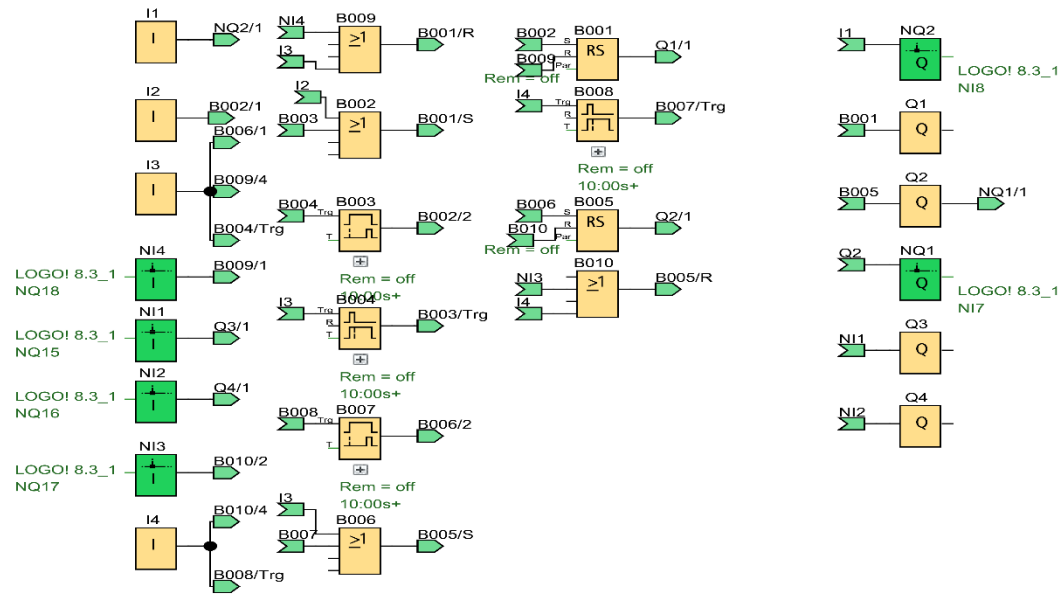 I1
I
NQ2/1
I2
I
B002/1
B006/1
I3
I
B009/4
B004/Trg
NI4
LOGO! 8.3_1
NQ18
I
B009/1
NI1
LOGO! 8.3_1
NQ15
I
Q3/1
NI2
LOGO! 8.3_1
NQ16
I
Q4/1
NI3
LOGO! 8.3_1
NQ17
I
B010/2
I4
I
B010/4
B008/Trg
B009
NI4
I3
≥1
B001/R
I2
B002
B003
≥1
B001/S
B003
B004
Trg
T
B002/2
Rem = off
10:00s+
B004
I3
Trg
R
T
B003/Trg
Rem = off
10:00s+
B007
B008
Trg
T
B006/2
Rem = off
10:00s+
I3
B006
B007
≥1
B005/S
B001
B002
S
B009
R
Par
RS
Q1/1
Rem = off
B008
I4
Trg
R
T
B007/Trg
Rem = off
10:00s+
B005
B006
S
B010
R
Par
RS
Q2/1
Rem = off
B010
NI3
I4
≥1
B005/R
I1
NQ2
Q
LOGO! 8.3_1
NI8
Q1
B001
Q
Q2
B005
Q
NQ1/1
Q2
NQ1
Q
LOGO! 8.3_1
NI7
Q3
NI1
Q
Q4
NI2
Q